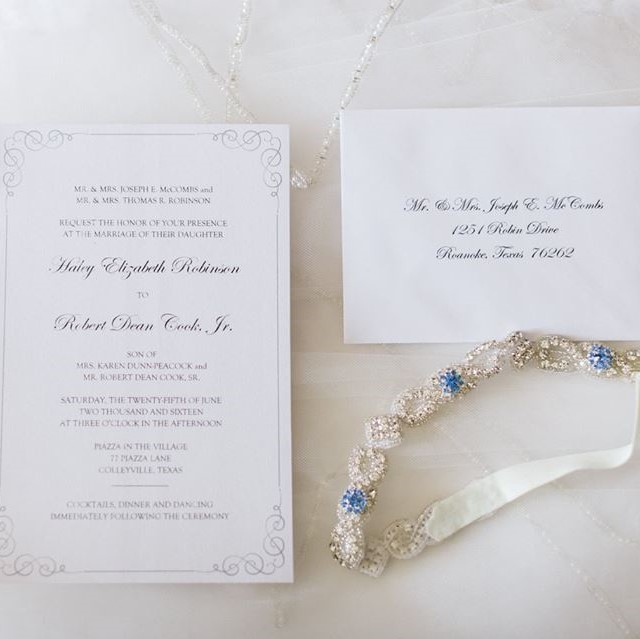 MR. & MRS. JOSEPH E. McCOMBS and
MR. & MRS. THOMAS R. ROBINSON
REQUEST THE HONOR OF YOUR PRESENCE
AT THE MARRIAGE OF THEIR DAUGHTER
Haley Elizabeth Robinson
TO
Robert Dean Cook, Jr.
SON OF
MRS. KAREN DUNN-PEACOCK and
MR. ROBERT DEAN COOK, SR.
SATURDAY, THE TWENTY-FIFTH OF JUNE
TWO THOUSAND AND SIXTEEN
AT THREE O'CLOCK IN THE AFTERNOON
PIAZZA IN THE VILLAGE
77 PIAZZA LANE
COLLEYVILLE, TEXAS
COCKTAILS, DINNER AND DANCING
IMMEDIATELY FOLLOWING THE CEREMONY
Mr. & Mrs. Joseph E. McCombs
1251 Robin Drive
Roanoke, Texas 76262